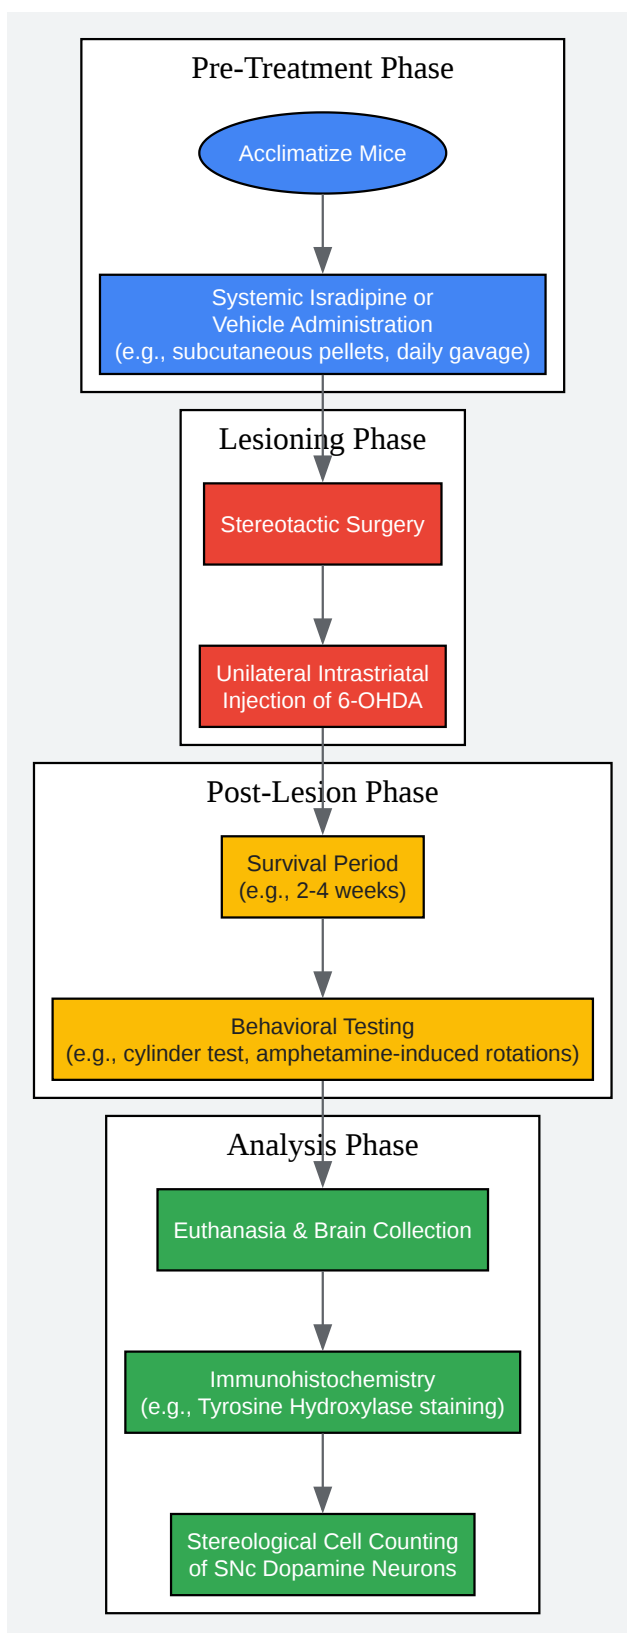 Pre-Treatment Phase
Acclimatize Mice
Systemic Isradipine or
Vehicle Administration
(e.g., subcutaneous pellets, daily gavage)
Lesioning Phase
Stereotactic Surgery
Unilateral Intrastriatal
Injection of 6-OHDA
Post-Lesion Phase
Survival Period
(e.g., 2-4 weeks)
Behavioral Testing
(e.g., cylinder test, amphetamine-induced rotations)
Analysis Phase
Euthanasia & Brain Collection
Immunohistochemistry
(e.g., Tyrosine Hydroxylase staining)
Stereological Cell Counting
of SNc Dopamine Neurons